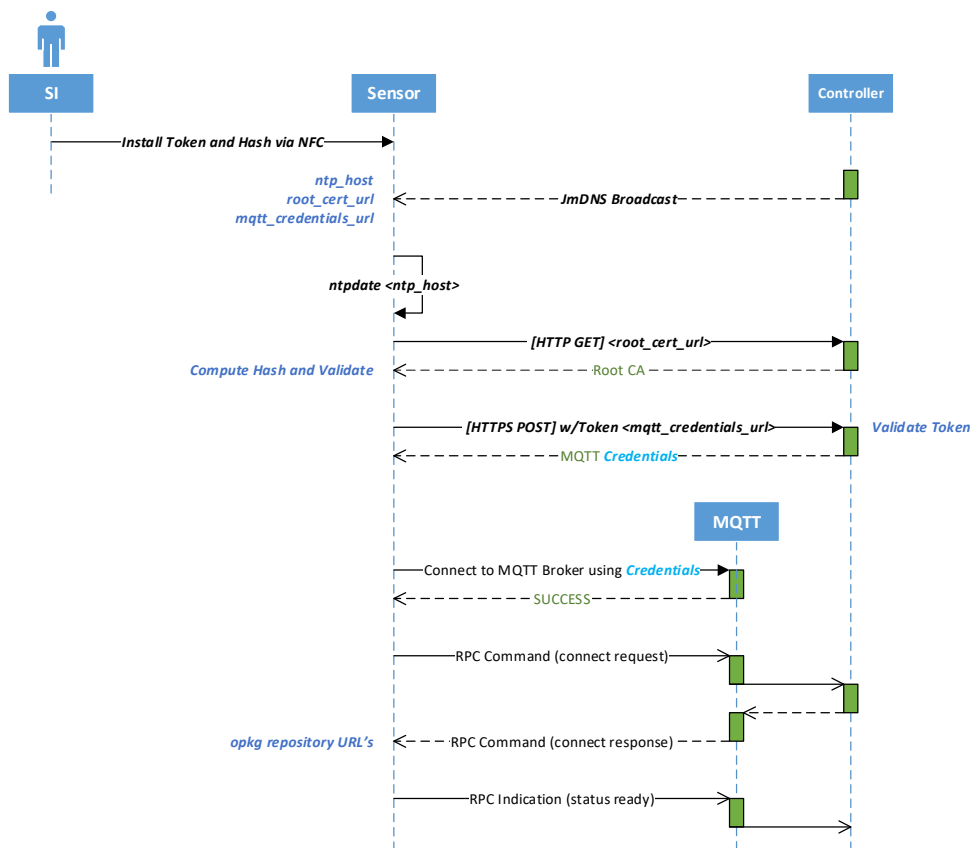 SI
Sensor
Controller
Install Token and Hash via NFC
ntp_host
root_cert_url
mqtt_credentials_url
JmDNS Broadcast
ntpdate <ntp_host>
[HTTP GET] <root_cert_url>
Compute Hash and Validate
Root CA
[HTTPS POST] w/Token <mqtt_credentials_url>
Validate Token
MQTT Credentials
MQTT
Connect to MQTT Broker using Credentials
SUCCESS
RPC Command (connect request)
opkg repository URL's
RPC Command (connect response)
RPC Indication (status ready)